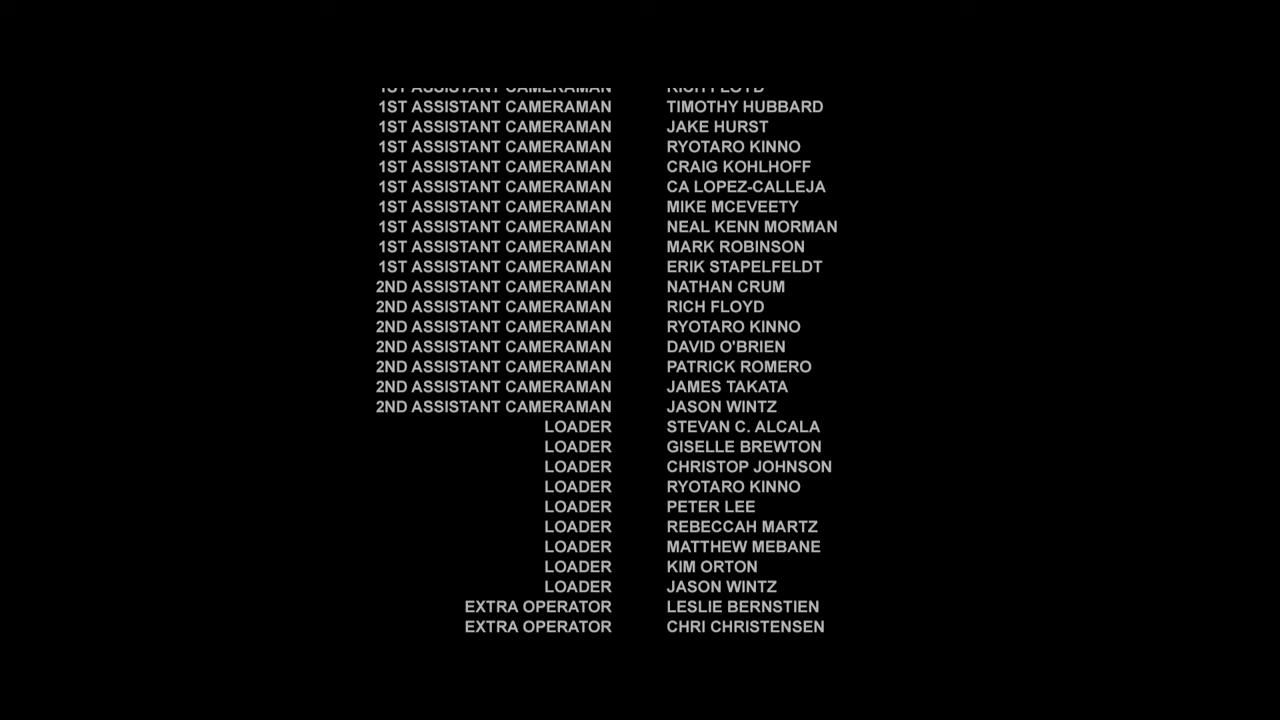 1ST ASSISTANT CAMERAMAN RICH FLOYD
1ST ASSISTANT CAMERAMAN TIMOTHY HUBBARD
1ST ASSISTANT CAMERAMAN JAKE HURST
1ST ASSISTANT CAMERAMAN RYOTARO KINNO
1ST ASSISTANT CAMERAMAN CRAIG KOHLHOFF
1ST ASSISTANT CAMERAMAN CA LOPEZ-CALLEJA
1ST ASSISTANT CAMERAMAN MIKE MCEVEETY
1ST ASSISTANT CAMERAMAN NEAL KENN MORMAN
1ST ASSISTANT CAMERAMAN MARK ROBINSON
1ST ASSISTANT CAMERAMAN ERIK STAPELFELDT
2ND ASSISTANT CAMERAMAN NATHAN CRUM
2ND ASSISTANT CAMERAMAN RICH FLOYD
2ND ASSISTANT CAMERAMAN RYOTARO KINNO
2ND ASSISTANT CAMERAMAN DAVID O'BRIEN
2ND ASSISTANT CAMERAMAN PATRICK ROMERO
2ND ASSISTANT CAMERAMAN JAMES TAKATA
2ND ASSISTANT CAMERAMAN JASON WINTZ
LOADER STEVAN C. ALCALA
LOADER GISELLE BREWTON
LOADER CHRISTOP JOHNSON
LOADER RYOTARO KINNO
LOADER PETER LEE
LOADER REBECCAH MARTZ
LOADER MATTHEW MEBANE
LOADER KIM ORTON
LOADER JASON WINTZ
EXTRA OPERATOR LESLIE BERNSTIEN
EXTRA OPERATOR CHRI CHRISTENSEN